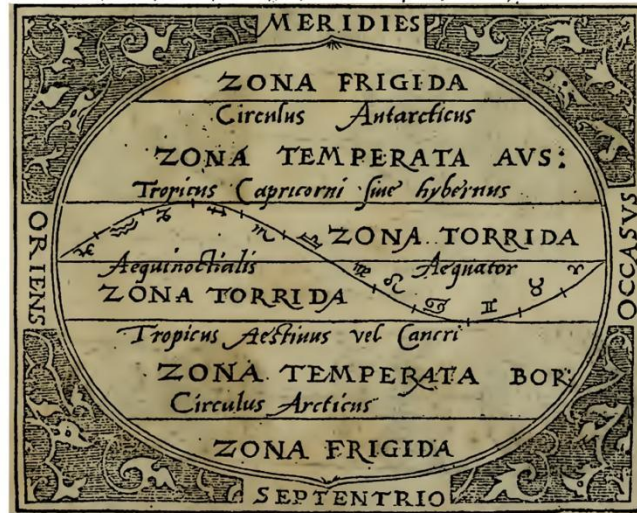 MERIDIES
ZONA FRIGIDA
Circulus Antarcticus
ZONA TEMPERATA AVS:
Tropicus Capricorni siue hybernus
♑ ♐
♒ ♏ ♎ ZONA TORRIDA
♓
ORIENS
OCCASVS
Aequinoctialis Aequator
♍ ♌ ♈
ZONA TORRIDA ♋ ♊ ♉
Tropicus Aestiuus vel Cancri
ZONA TEMPERATA BOR:
Circulus Arcticus
ZONA FRIGIDA
SEPTENTRIO